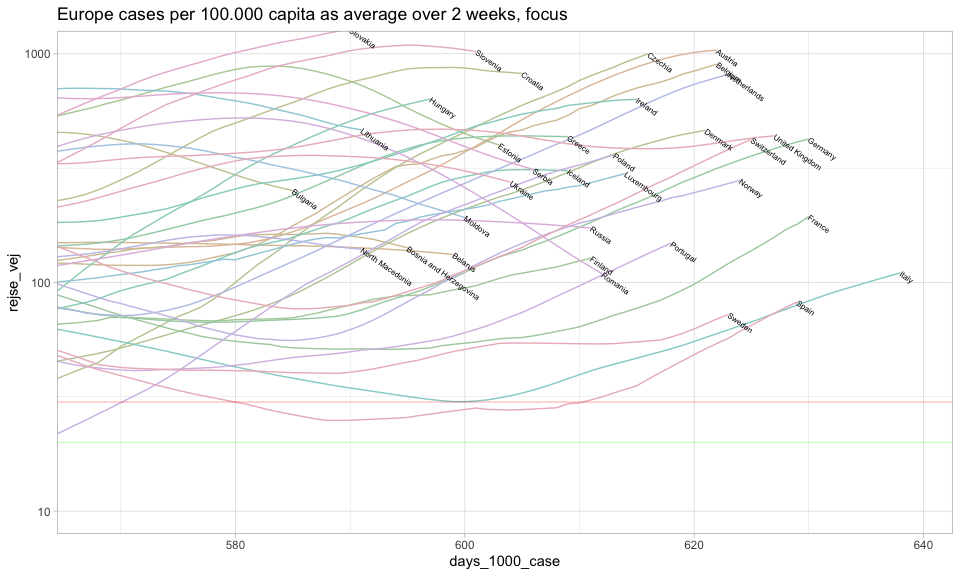 Europe cases per 100.000 capita as average over 2 weeks, focus
1000
100
10
rejse_vej
Slovakia
Slovenia
Croatia
Czechia
Austria
Belgium
Netherlands
Hungary
Ireland
Lithuania
Estonia
Greece
Denmark
Switzerland
United Kingdom
Germany
Poland
Serbia
Iceland
Ukraine
Luxembourg
Norway
Bulgaria
Moldova
Russia
France
North Macedonia
Bosnia and Herzegovina
Belarus
Finland
Romania
Portugal
Italy
Spain
Sweden
580
600
620
640
days_1000_case